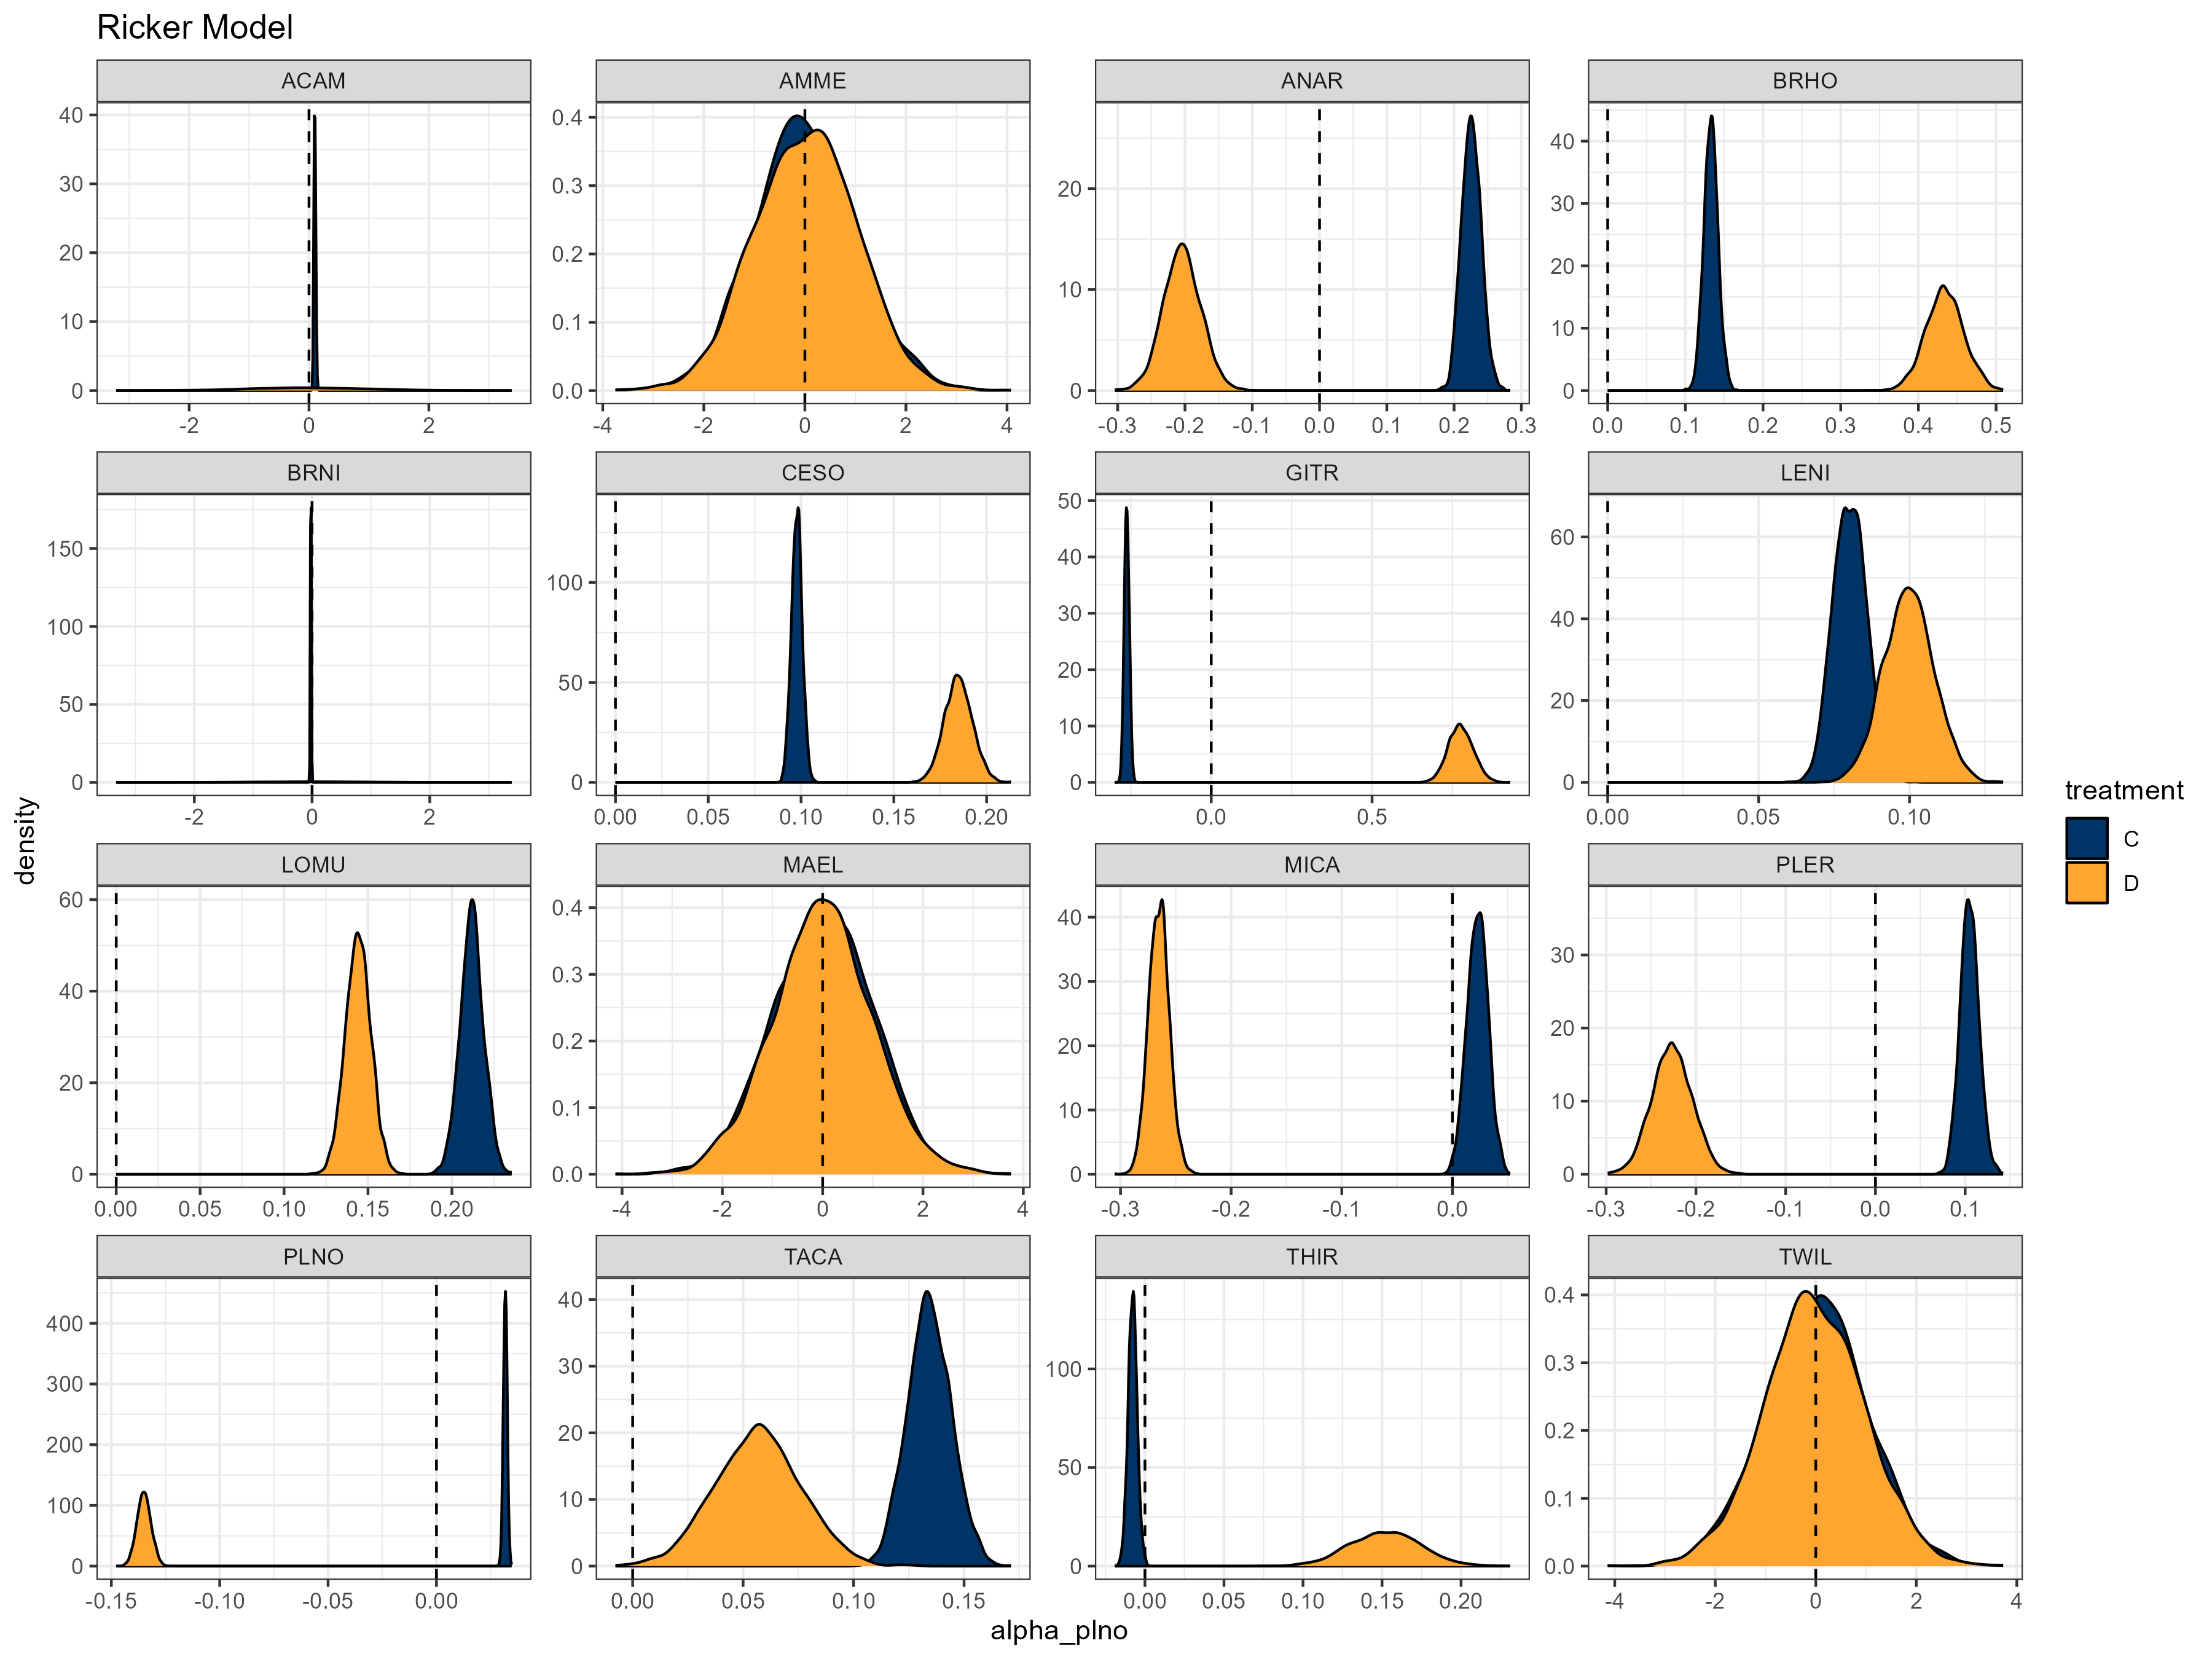 Ricker Model
ACAM AMME ANAR BRHO
40 30 20 10 0
-2 0 2
0.4 0.3 0.2 0.1 0.0
-4 -2 0 2 4
20 10 0
-0.3 -0.2 -0.1 0.0 0.1 0.2 0.3
40 30 20 10 0
0.0 0.1 0.2 0.3 0.4 0.5
BRNI CESO GITR LENI
150 100 50 0
-2 0 2
100 50 0
0.00 0.05 0.10 0.15 0.20
50 40 30 20 10 0
0.0 0.5
60 40 20 0
0.00 0.05 0.10
LOMU MAEL MICA PLER
60 40 20 0
0.00 0.05 0.10 0.15 0.20
0.4 0.3 0.2 0.1 0.0
-4 -2 0 2 4
40 30 20 10 0
-0.3 -0.2 -0.1 0.0
30 20 10 0
-0.3 -0.2 -0.1 0.0 0.1
PLNO TACA THIR TWIL
400 300 200 100 0
-0.15 -0.10 -0.05 0.00
40 30 20 10 0
0.00 0.05 0.10 0.15
100 50 0
0.00 0.05 0.10 0.15 0.20
0.4 0.3 0.2 0.1 0.0
-4 -2 0 2 4
density
alpha_plno
treatment
C
D